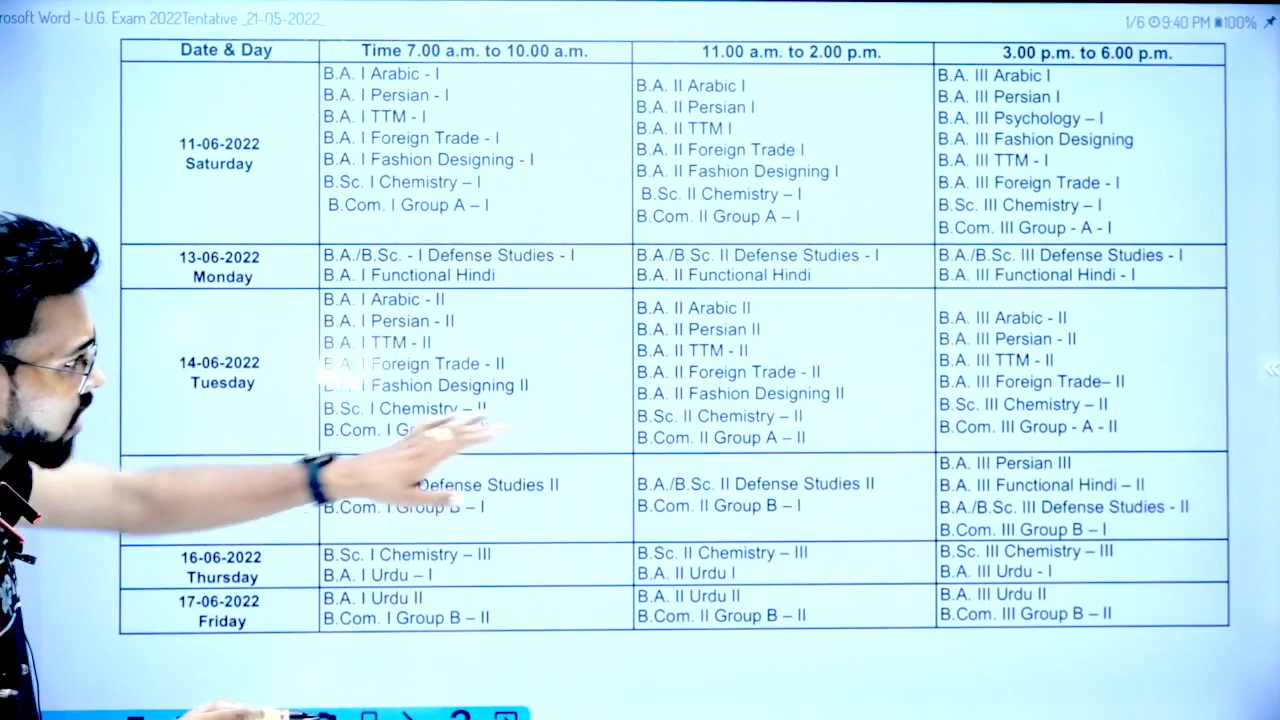 rosoft Word - U.G. Exam 2022Tentative _21-05-2022_
1/6 9:40 PM 100%
Date & Day
Time 7.00 a.m. to 10.00 a.m.
11.00 a.m. to 2.00 p.m.
3.00 p.m. to 6.00 p.m.
11-06-2022
Saturday
B.A. I Arabic - I
B.A. I Persian - I
B.A. I TTM - I
B.A. I Foreign Trade - I
B.A. I Fashion Designing - I
B.Sc. I Chemistry – I
B.Com. I Group A – I
B.A. II Arabic I
B.A. II Persian I
B.A. II TTM I
B.A. II Foreign Trade I
B.A. II Fashion Designing I
B.Sc. II Chemistry – I
B.Com. II Group A – I
B.A. III Arabic I
B.A. III Persian I
B.A. III Psychology – I
B.A. III Fashion Designing
B.A. III TTM - I
B.A. III Foreign Trade - I
B.Sc. III Chemistry – I
B.Com. III Group - A - I
13-06-2022
Monday
B.A./B.Sc. - I Defense Studies - I
B.A. I Functional Hindi
B.A./B.Sc. II Defense Studies - I
B.A. II Functional Hindi
B.A./B.Sc. III Defense Studies - I
B.A. III Functional Hindi - I
14-06-2022
Tuesday
B.A. I Arabic - II
B.A. I Persian - II
B.A. I TTM - II
B.A. I Foreign Trade - II
I Fashion Designing II
B.Sc. I Chemistry – II
B.Com. I
B.A. II Arabic II
B.A. II Persian II
B.A. II TTM - II
B.A. II Foreign Trade - II
B.A. II Fashion Designing II
B.Sc. II Chemistry – II
B.Com. II Group A – II
B.A. III Arabic - II
B.A. III Persian - II
B.A. III TTM - II
B.A. III Foreign Trade– II
B.Sc. III Chemistry – II
B.Com. III Group - A - II
Defense Studies II
B.Com. I Group B – I
B.A./B.Sc. II Defense Studies II
B.Com. II Group B – I
B.A. III Persian III
B.A. III Functional Hindi – II
B.A./B.Sc. III Defense Studies - II
B.Com. III Group B – I
16-06-2022
Thursday
B.Sc. I Chemistry – III
B.A. I Urdu – I
B.Sc. II Chemistry – III
B.A. II Urdu I
B.Sc. III Chemistry – III
B.A. III Urdu - I
17-06-2022
Friday
B.A. I Urdu II
B.Com. I Group B – II
B.A. II Urdu II
B.Com. II Group B – II
B.A. III Urdu II
B.Com. III Group B – II